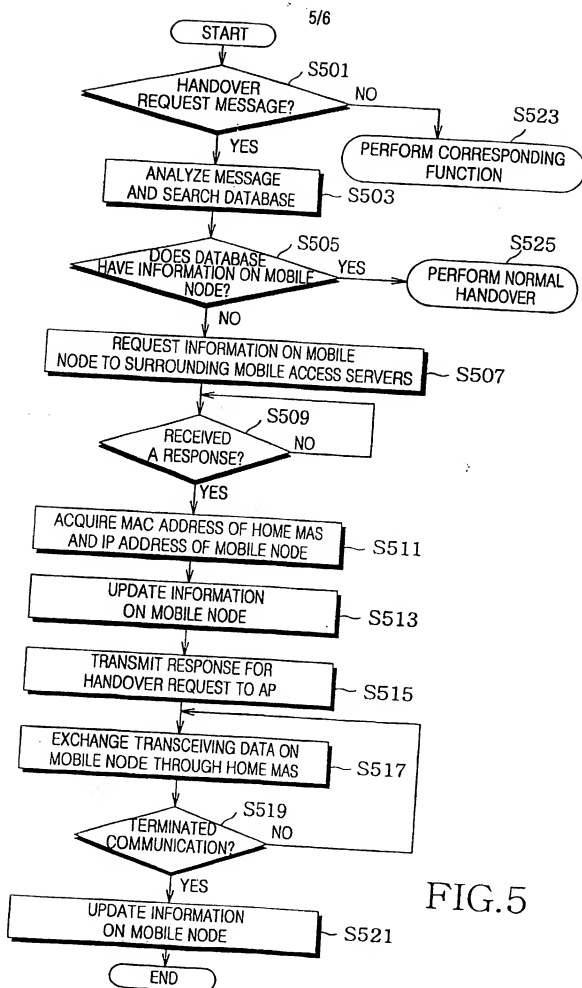 5/6
START
S501
HANDOVER
REQUEST MESSAGE?
NO
YES
S523
PERFORM CORRESPONDING
FUNCTION
ANALYZE MESSAGE
AND SEARCH DATABASE
S503
S505
DOES DATABASE
HAVE INFORMATION ON MOBILE
NODE?
YES
NO
S525
PERFORM NORMAL
HANDOVER
REQUEST INFORMATION ON MOBILE
NODE TO SURROUNDING MOBILE ACCESS SERVERS
S507
S509
RECEIVED
A RESPONSE?
NO
YES
ACQUIRE MAC ADDRESS OF HOME MAS
AND IP ADDRESS OF MOBILE NODE
S511
UPDATE INFORMATION
ON MOBILE NODE
S513
TRANSMIT RESPONSE FOR
HANDOVER REQUEST TO AP
S515
EXCHANGE TRANSCEIVING DATA ON
MOBILE NODE THROUGH HOME MAS
S517
S519
TERMINATED
COMMUNICATION?
NO
YES
UPDATE INFORMATION
ON MOBILE NODE
S521
END
FIG.5